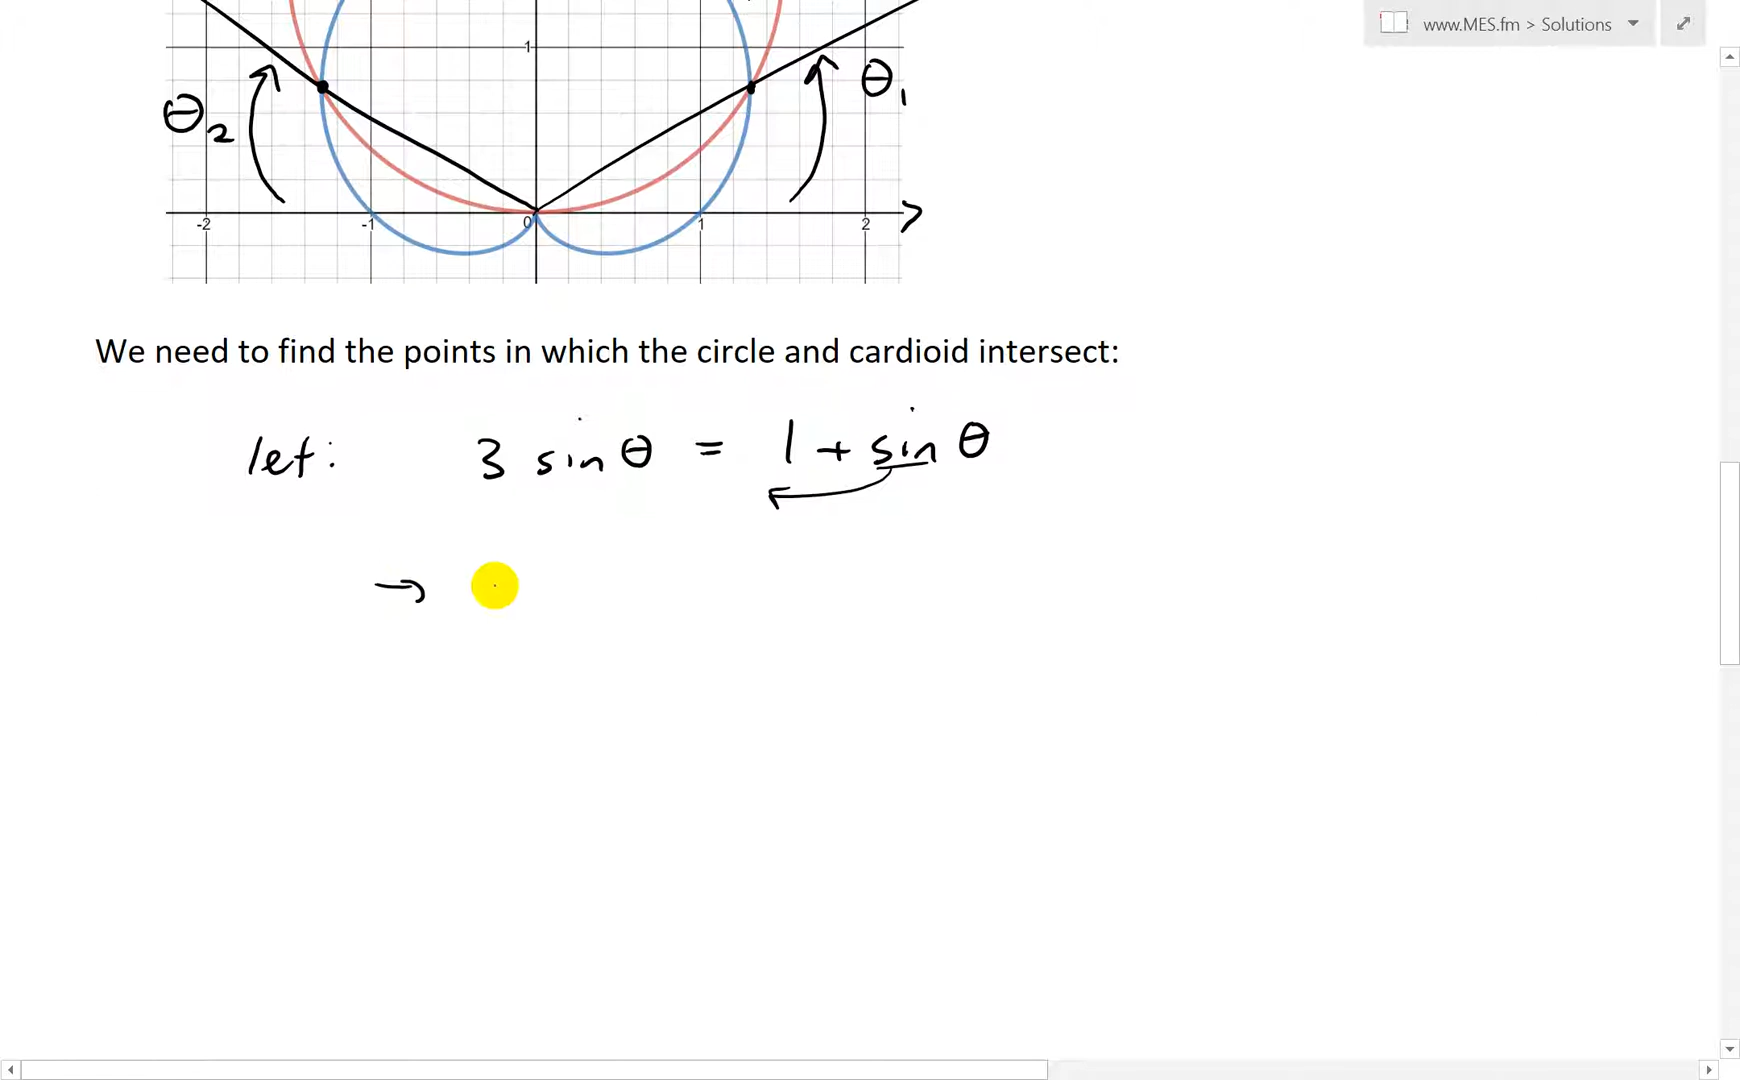 www.MES.fm > Solutions
1
θ₁
θ₂
-2 -1 0 1 2
We need to find the points in which the circle and cardioid intersect:
let: 3 sin θ = 1 + sin θ
→